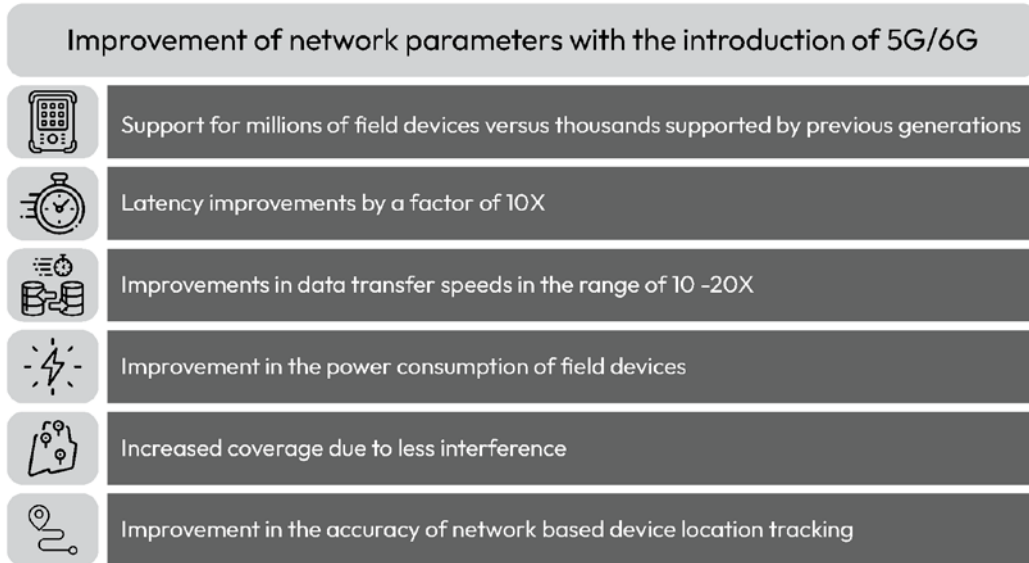 Improvement of network parameters with the introduction of 5G/6G
Support for millions of field devices versus thousands supported by previous generations
Latency improvements by a factor of 10X
Improvements in data transfer speeds in the range of 10 -20X
Improvement in the power consumption of field devices
Increased coverage due to less interference
Improvement in the accuracy of network based device location tracking